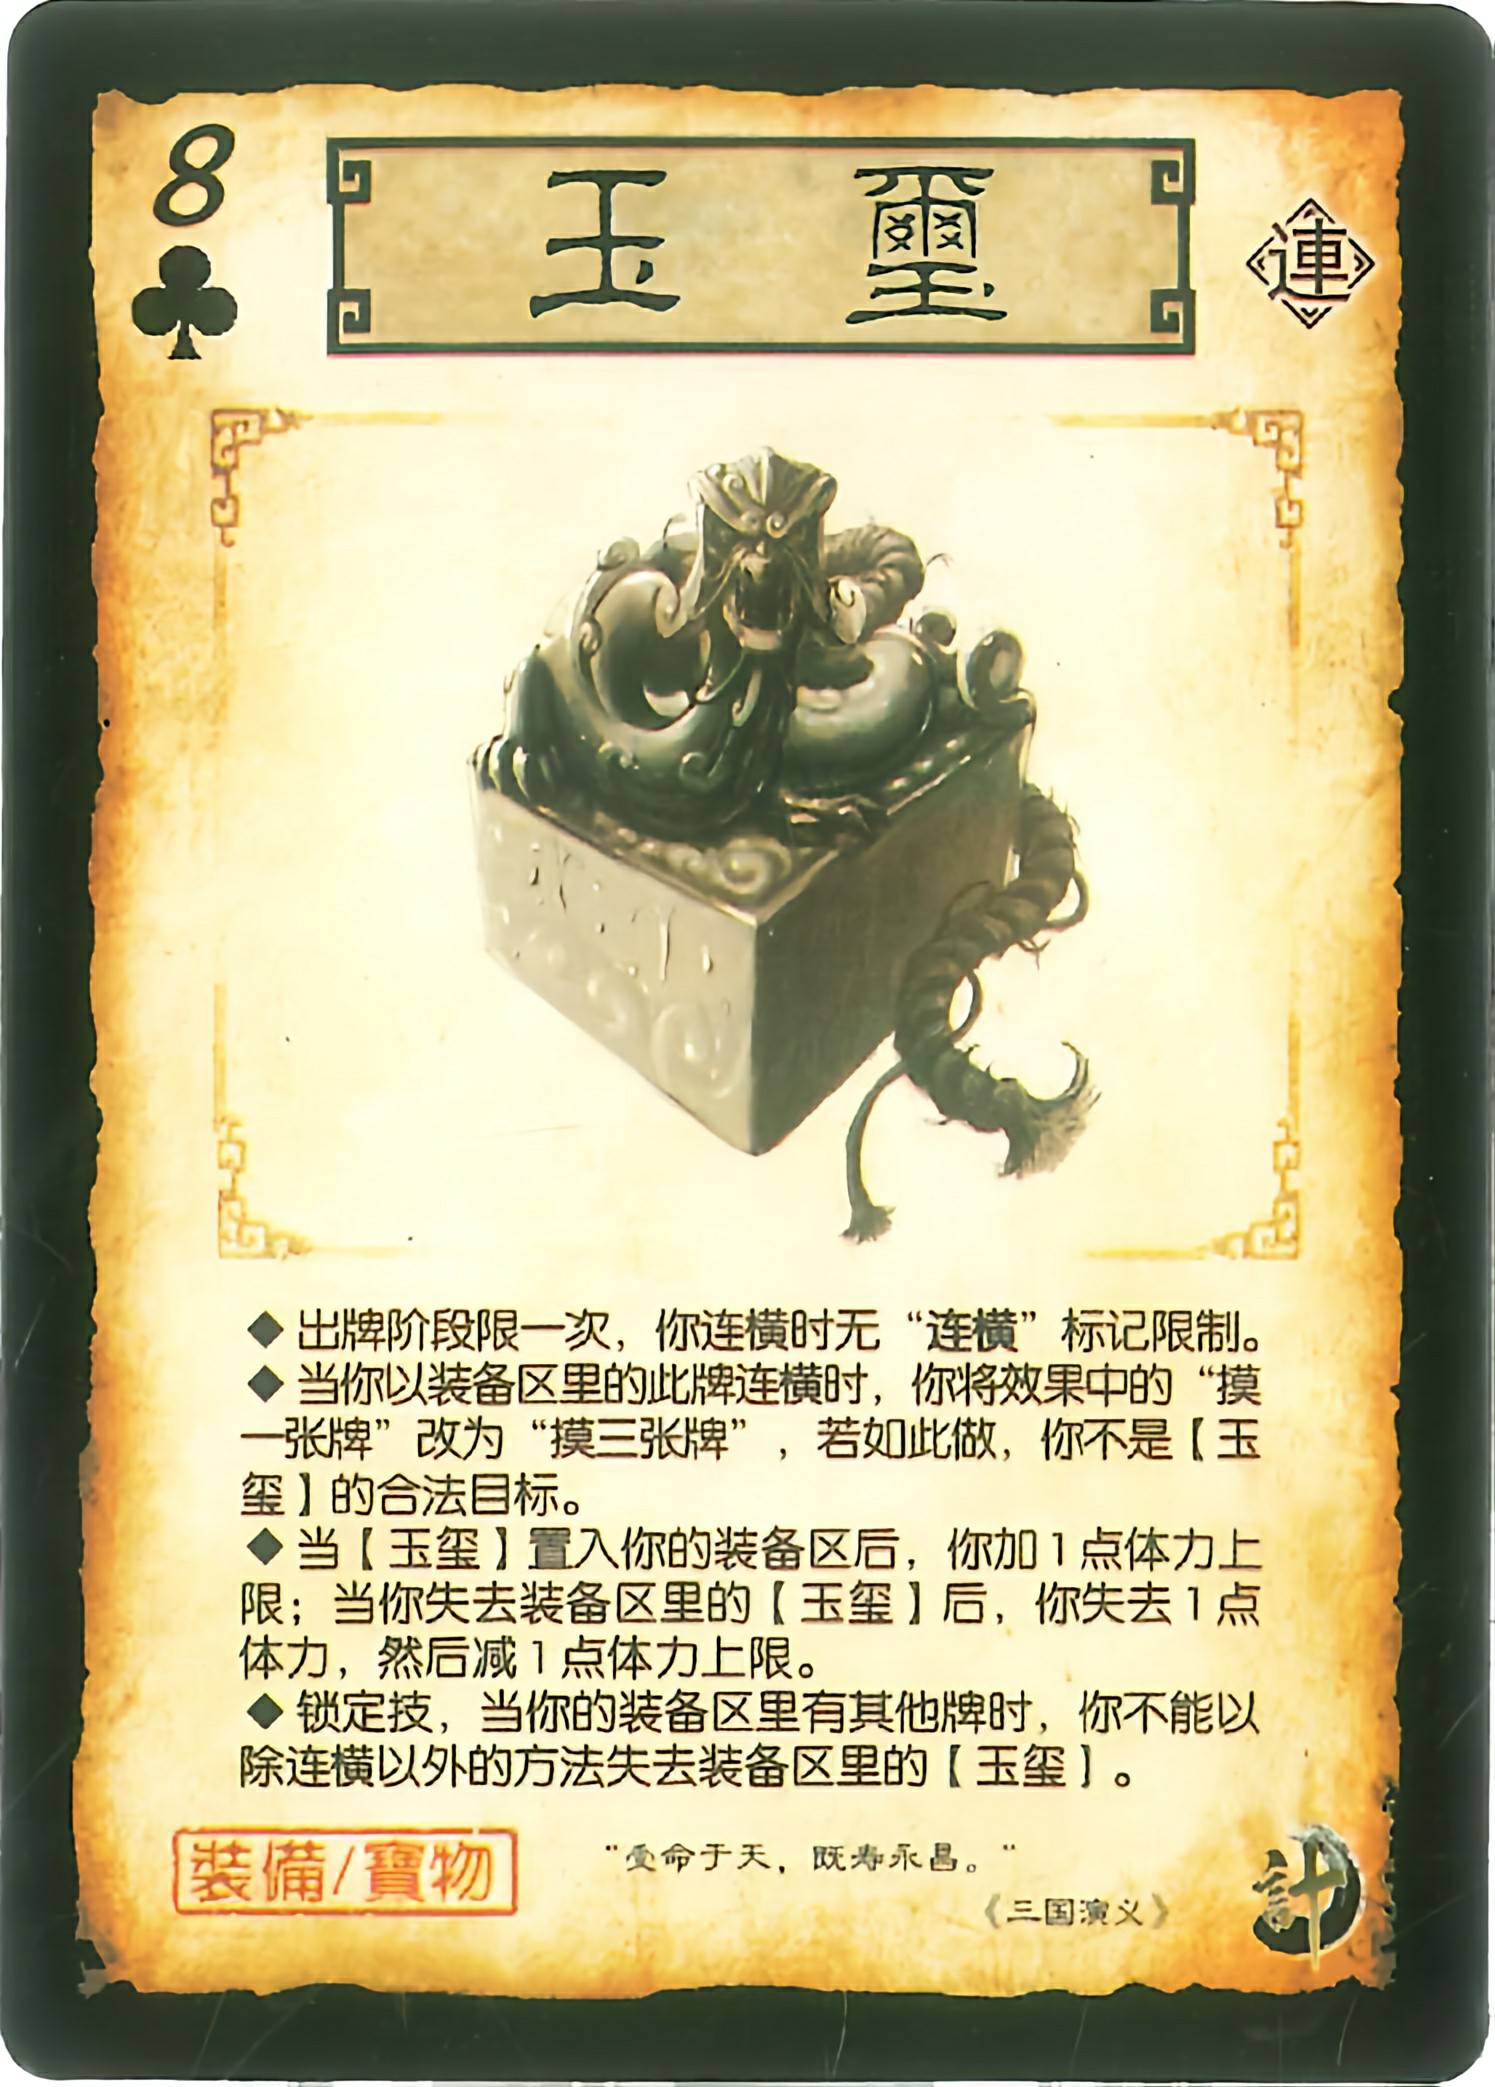 8
玉璽
連
◆出牌阶段限一次，你连横时无“连横”标记限制。
◆当你以装备区里的此牌连横时，你将效果中的“摸
一张牌”改为“摸三张牌”，若如此做，你不是【玉
玺】的合法目标。
◆当【玉玺】置入你的装备区后，你加1点体力上
限；当你失去装备区里的【玉玺】后，你失去1点
体力，然后减1点体力上限。
◆锁定技，当你的装备区里有其他牌时，你不能以
除连横以外的方法失去装备区里的【玉玺】。
裝備/寶物
“受命于天，既寿永昌。”
《三国演义》
計